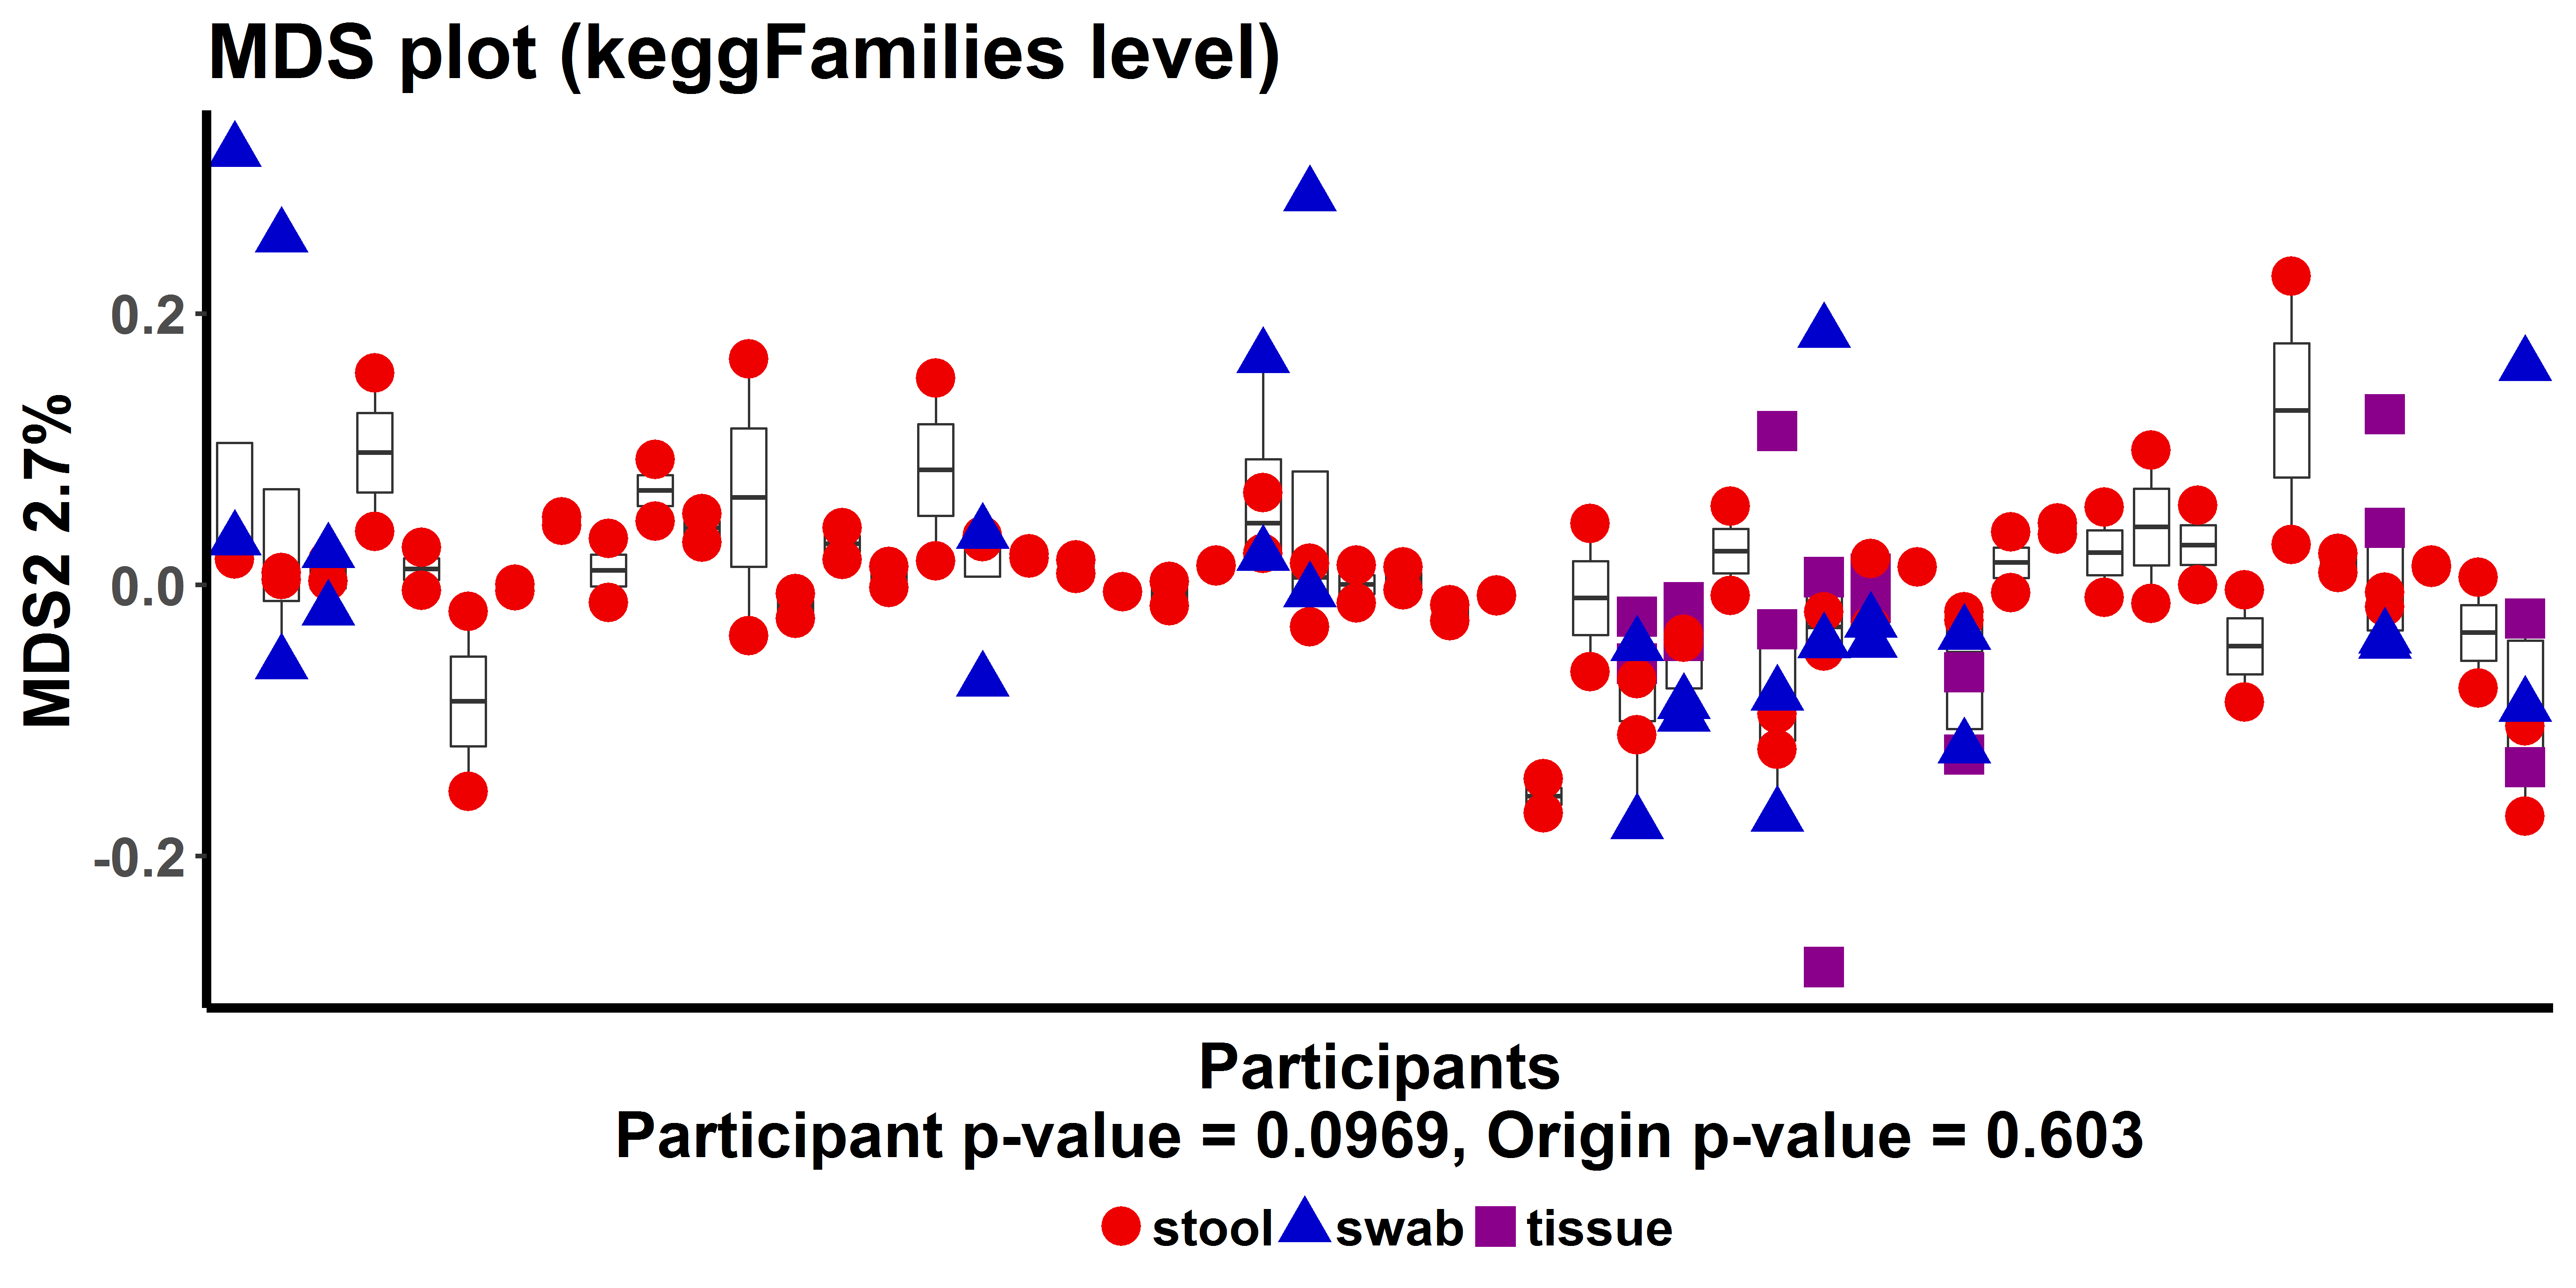 MDS plot (keggFamilies level)
MDS2 2.7%
0.2
0.0
-0.2
Participants
Participant p-value = 0.0969, Origin p-value = 0.603
stool swab tissue